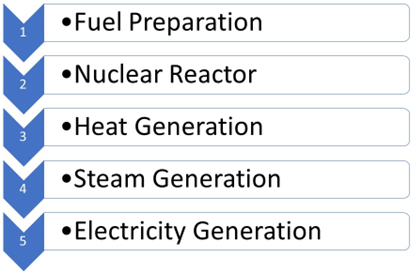 1 •Fuel Preparation
2 •Nuclear Reactor
3 •Heat Generation
4 •Steam Generation
5 •Electricity Generation